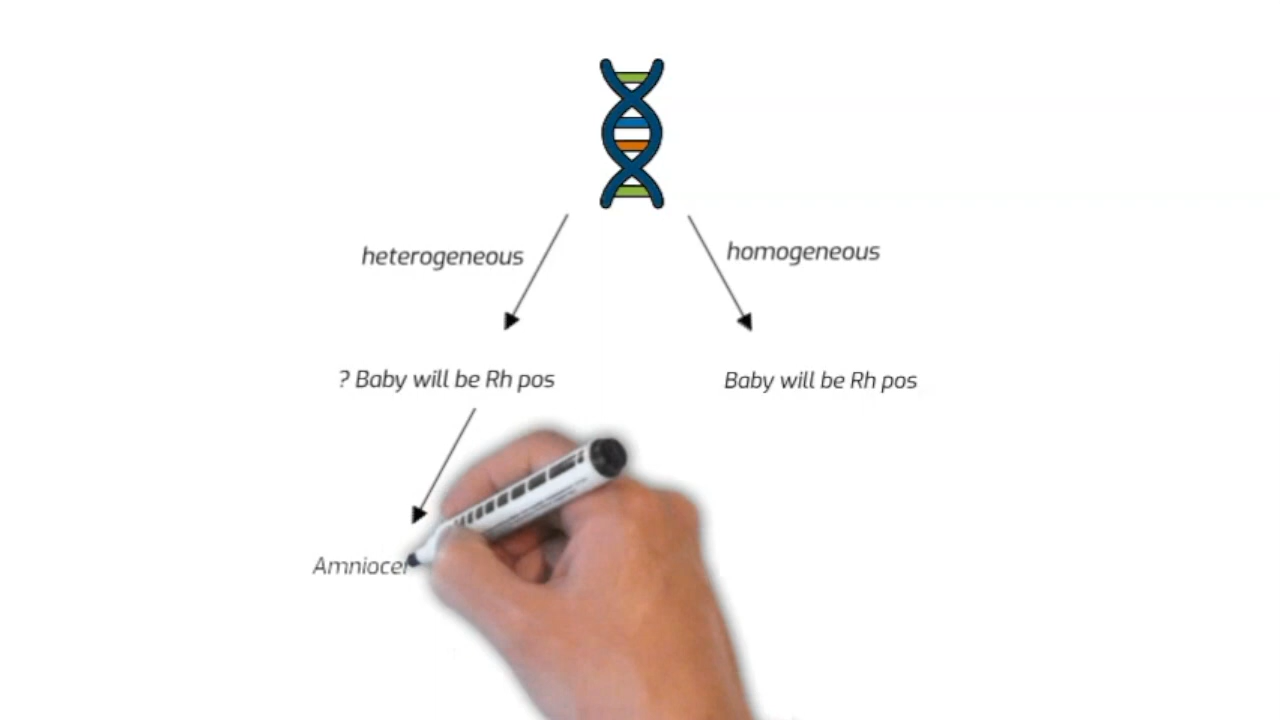 heterogeneous
homogeneous
? Baby will be Rh pos
Baby will be Rh pos